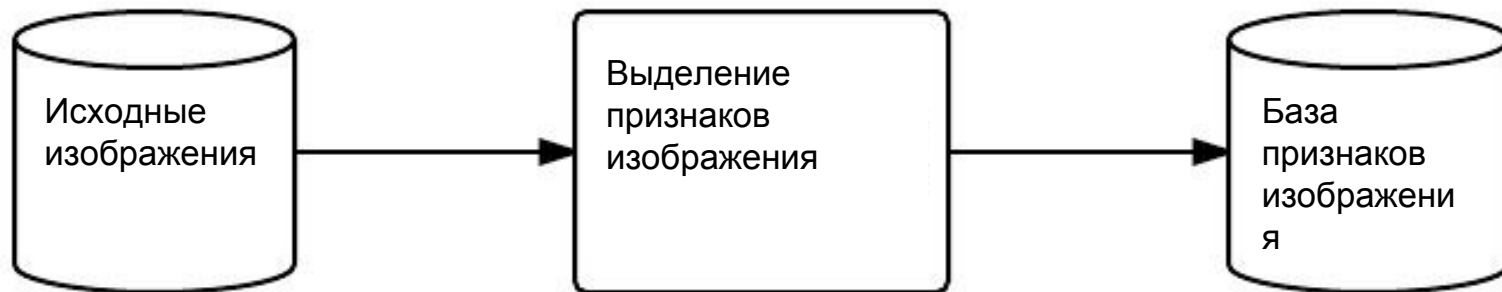 Исходные
изображения
Выделение
признаков
изображения
База
признаков
изображени
я